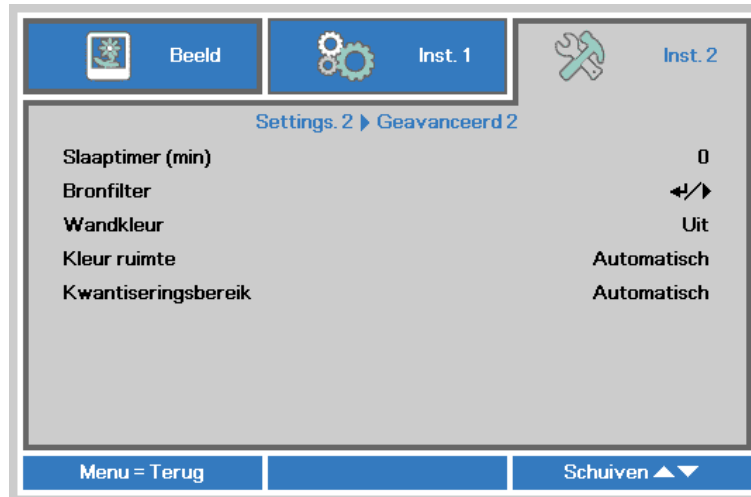 Beeld Inst. 1 Inst. 2
Settings. 2 Geavanceerd 2
Slaaptimer (min) 0
Bronfilter
Wandkleur Uit
Kleur ruimte Automatisch
Kwantiseringsbereik Automatisch
Menu = Terug Schuiven